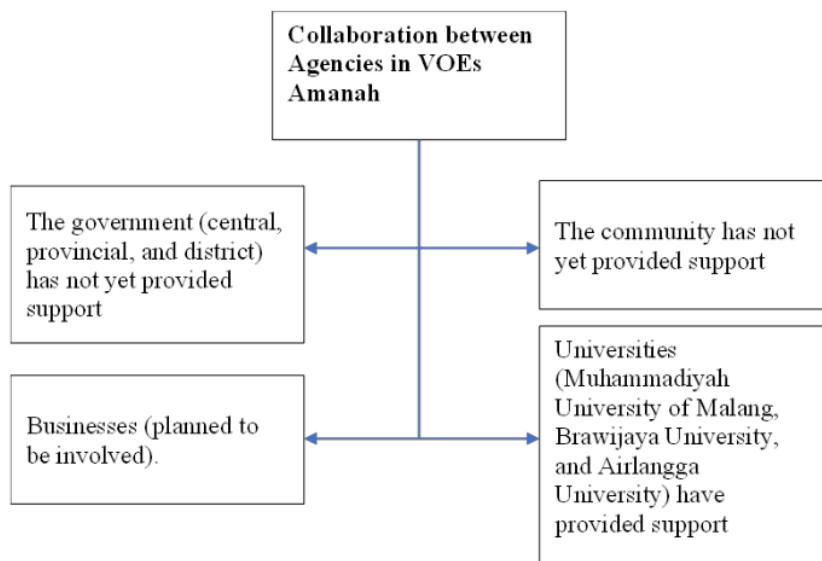 Collaboration between
Agencies in VOEs
Amanah
The government (central,
provincial, and district)
has not yet provided
support
The community has not
yet provided support
Businesses (planned to
be involved).
Universities
(Muhammadiyah
University of Malang,
Brawijaya University,
and Airlangga
University) have
provided support